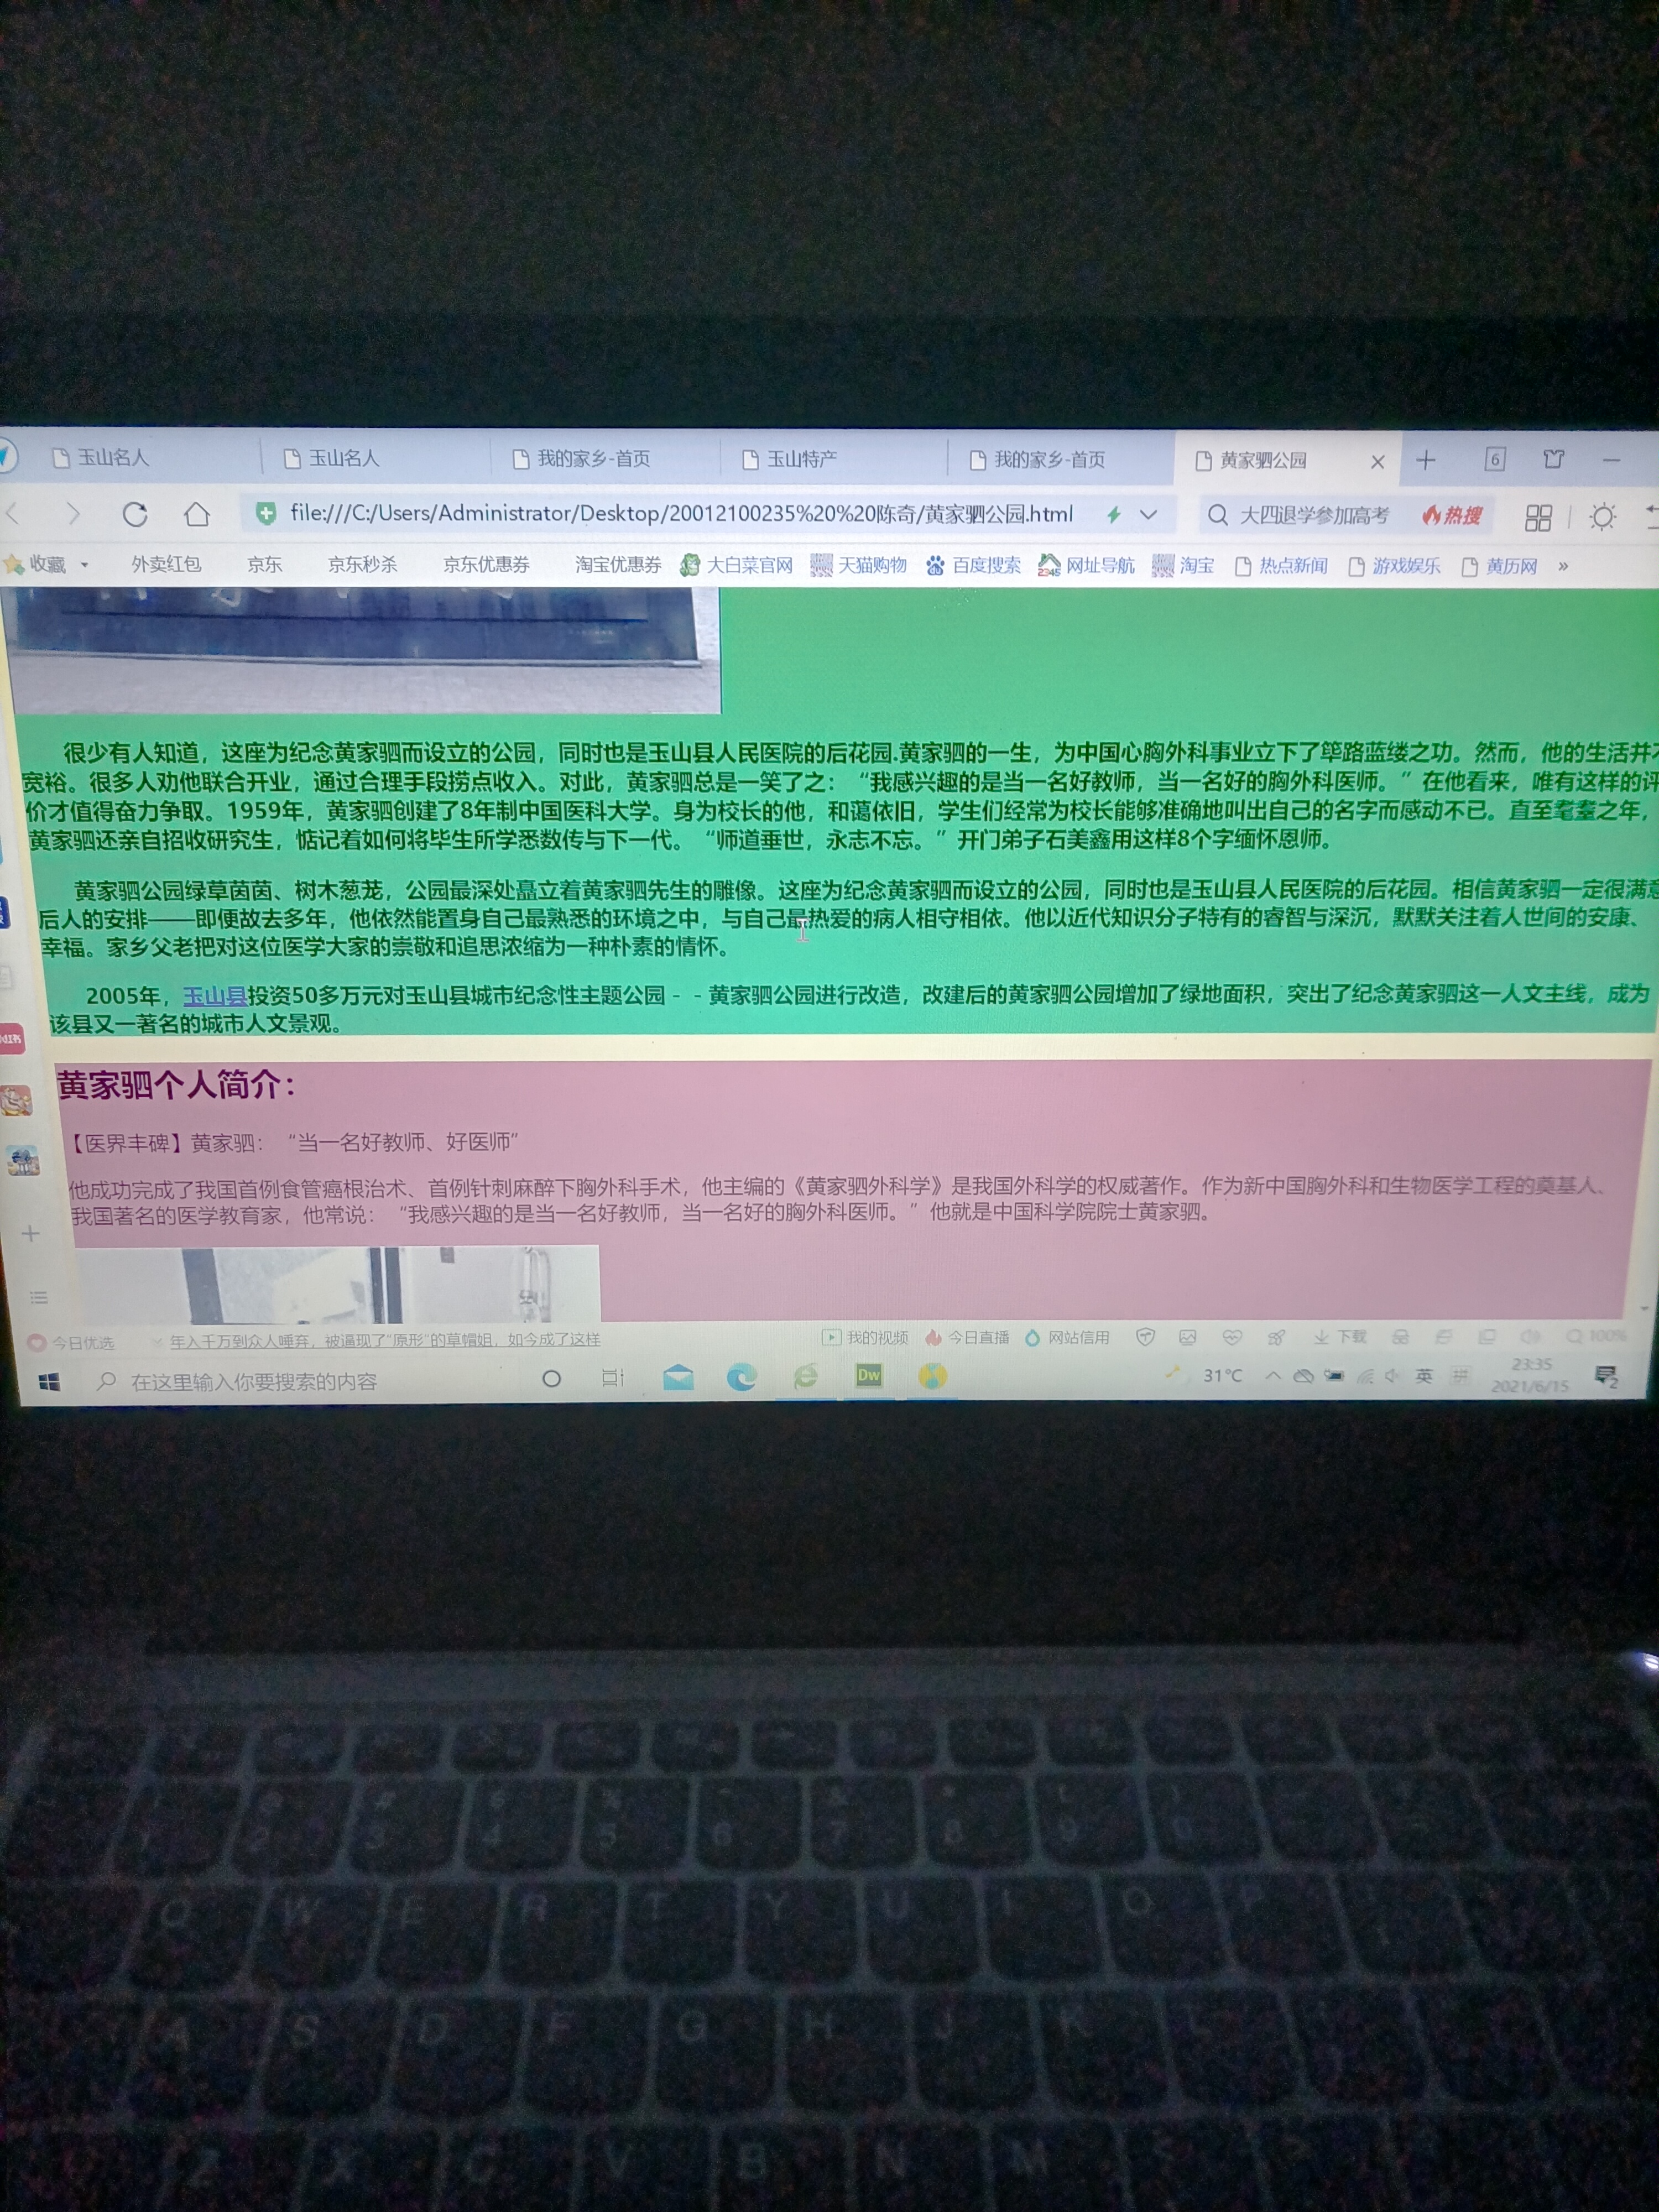 玉山名人 玉山名人 我的家乡-首页 玉山特产 我的家乡-首页 黄家驷公园 6
file:///C:/Users/Administrator/Desktop/20012100235%20%20陈奇/黄家驷公园.html 大四退学参加高考 热搜
收藏 外卖红包 京东 京东秒杀 京东优惠券 淘宝优惠券 大白菜官网 天猫购物 百度搜索 2345 网址导航 淘宝 热点新闻 游戏娱乐 黄历网 »
很少有人知道，这座为纪念黄家驷而设立的公园，同时也是玉山县人民医院的后花园.黄家驷的一生，为中国心胸外科事业立下了筚路蓝缕之功。然而，他的生活并不
宽裕。很多人劝他联合开业，通过合理手段捞点收入。对此，黄家驷总是一笑了之：“我感兴趣的是当一名好教师，当一名好的胸外科医师。”在他看来，唯有这样的评
价才值得奋力争取。1959年，黄家驷创建了8年制中国医科大学。身为校长的他，和蔼依旧，学生们经常为校长能够准确地叫出自己的名字而感动不已。直至耄耋之年，
黄家驷还亲自招收研究生，惦记着如何将毕生所学悉数传与下一代。“师道垂世，永志不忘。”开门弟子石美鑫用这样8个字缅怀恩师。
黄家驷公园绿草茵茵、树木葱茏，公园最深处矗立着黄家驷先生的雕像。这座为纪念黄家驷而设立的公园，同时也是玉山县人民医院的后花园。相信黄家驷一定很满意
后人的安排——即便故去多年，他依然能置身自己最熟悉的环境之中，与自己最热爱的病人相守相依。他以近代知识分子特有的睿智与深沉，默默关注着人世间的安康、
幸福。家乡父老把对这位医学大家的崇敬和追思浓缩为一种朴素的情怀。
2005年，玉山县投资50多万元对玉山县城市纪念性主题公园- -黄家驷公园进行改造，改建后的黄家驷公园增加了绿地面积，突出了纪念黄家驷这一人文主线，成为
该县又一著名的城市人文景观。
黄家驷个人简介：
【医界丰碑】黄家驷：“当一名好教师、好医师”
他成功完成了我国首例食管癌根治术、首例针刺麻醉下胸外科手术，他主编的《黄家驷外科学》是我国外科学的权威著作。作为新中国胸外科和生物医学工程的奠基人、
我国著名的医学教育家，他常说：“我感兴趣的是当一名好教师，当一名好的胸外科医师。”他就是中国科学院院士黄家驷。
今日优选 年入千万到众人唾弃，被逼现了“原形”的草帽姐，如今成了这样 我的视频 今日直播 网站信用 下载 100%
在这里输入你要搜索的内容 Dw 31°C 英 拼 23:35
2021/6/15 2
1 2 3 4 5 6 7 8 9
Q W E R T Y U I O P
A S D F G H J K L
Z X C V B N M